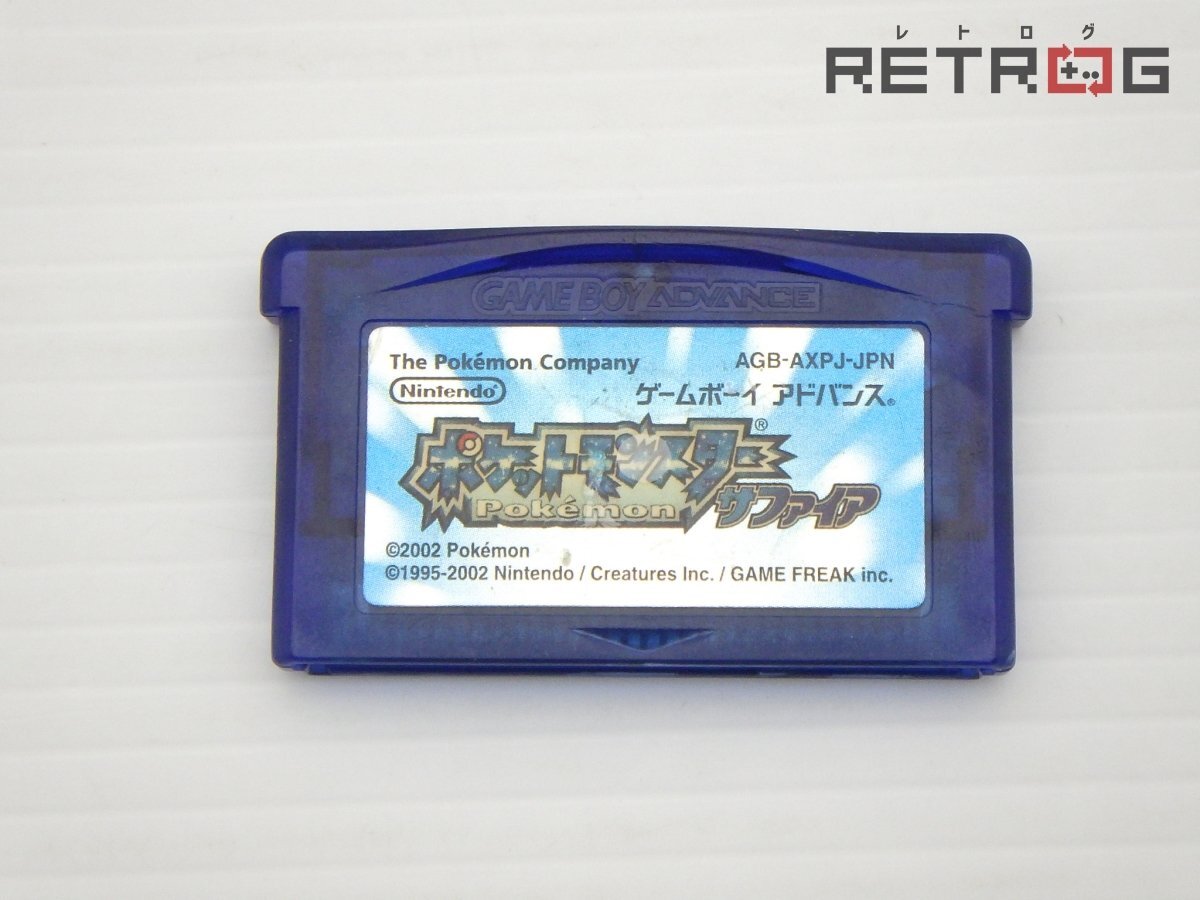 レトログ
RETROG
GAME BOY ADVANCE
The Pokémon Company AGB-AXPJ-JPN
Nintendo® ゲームボーイ アドバンス®
ポケットモンスター®
Pokémon サファイア
©2002 Pokémon
©1995-2002 Nintendo / Creatures Inc. / GAME FREAK inc.